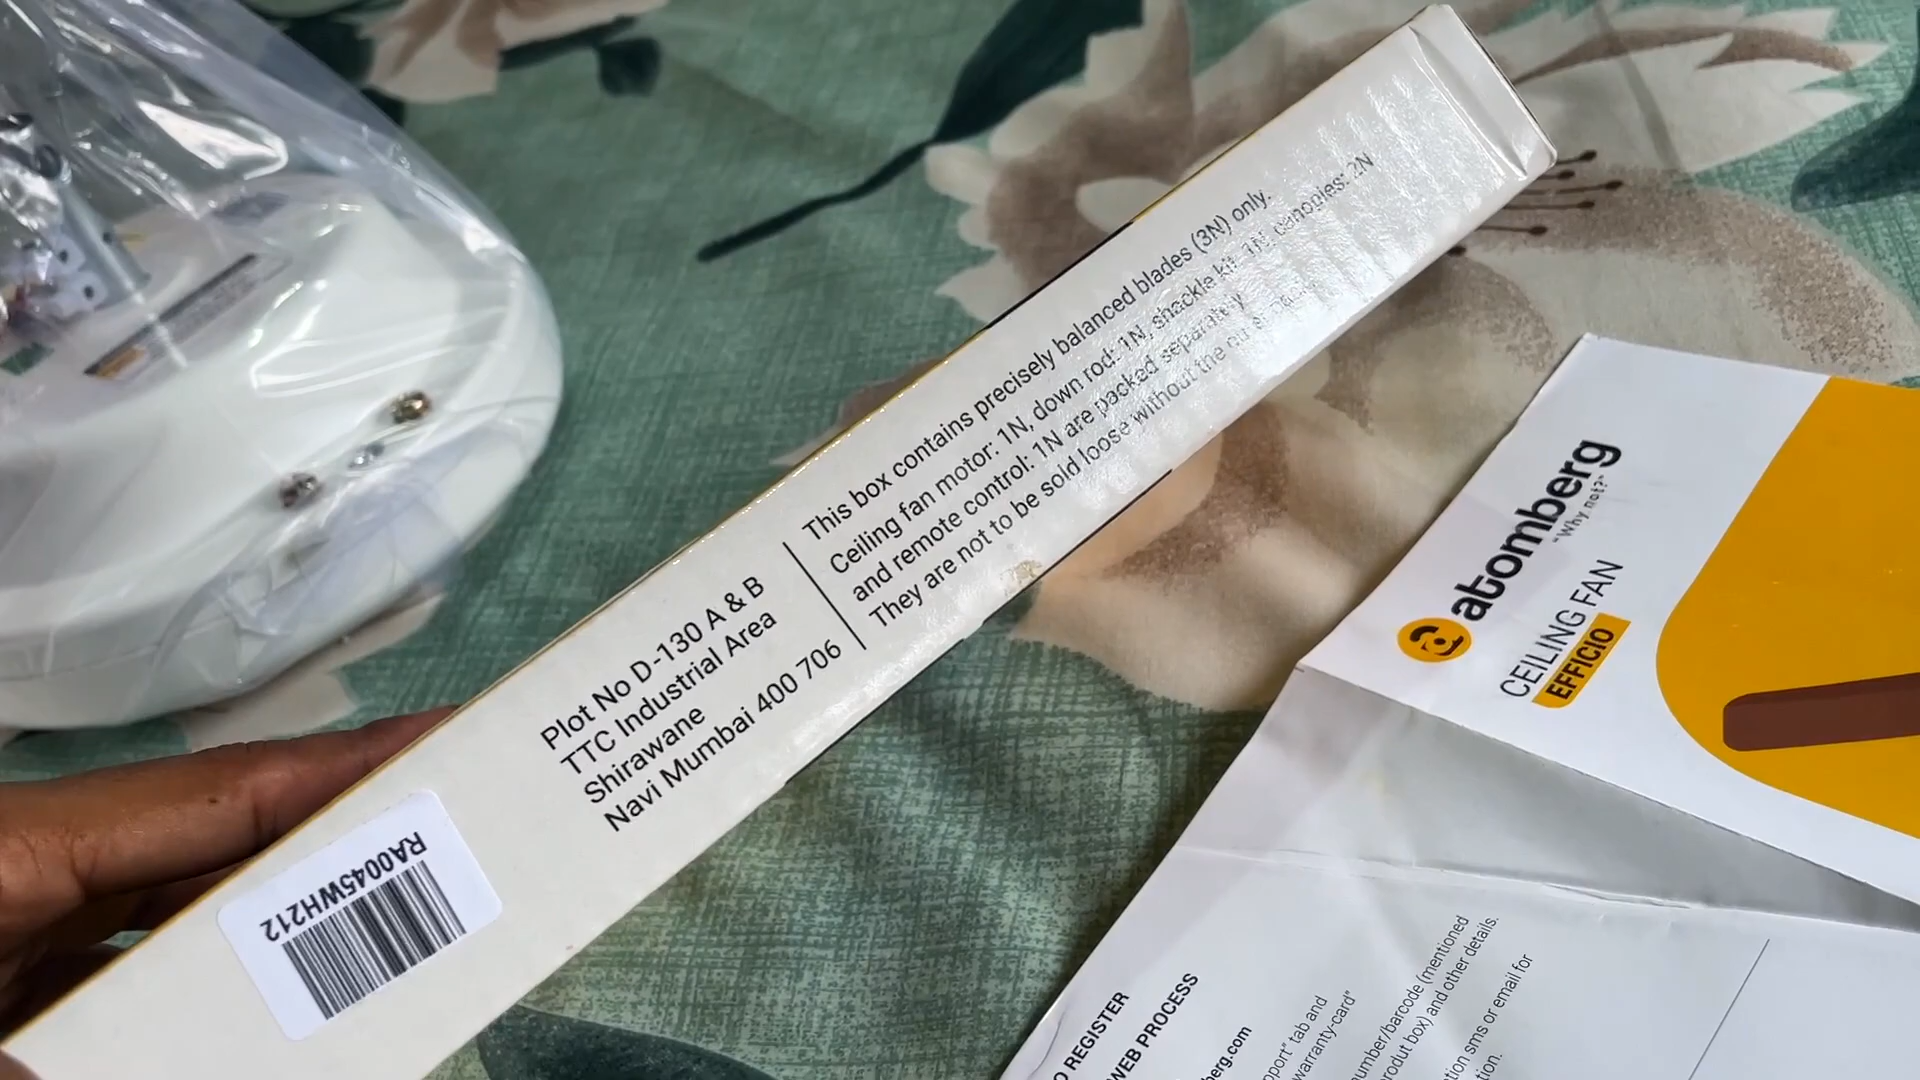 This box contains precisely balanced blades (3N) only.
Ceiling fan motor: 1N, down rod: 1N, shackle kit: 1N, canopies: 2N
and remote control: 1N are packed separately.
They are not to be sold loose without the outer pack.
Plot No D-130 A & B
TTC Industrial Area
Shirawane
Navi Mumbai 400 706
RA0045WH212
atomberg
"Why not?"
CEILING FAN
EFFICIO
O REGISTER
WEB PROCESS
berg.com
pport" tab and
warranty-card"
number/barcode (mentioned
rodut box) and other details.
tion sms or email for
tion.